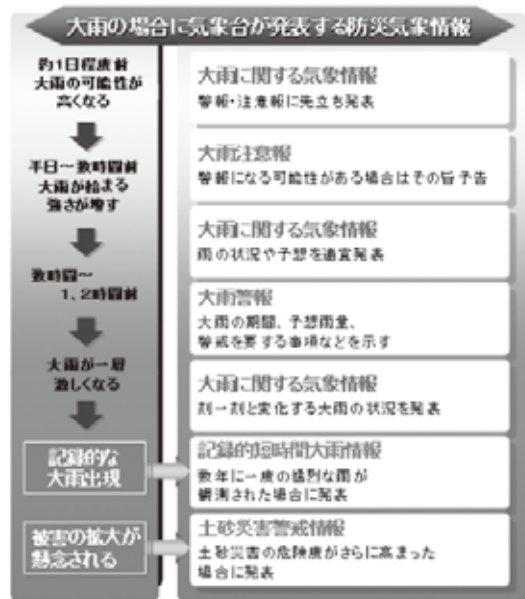 大雨の場合に気象台が発表する防災気象情報
約1日程度前
大雨の可能性が
高くなる
大雨に関する気象情報
警報・注意報に先立ち発表
半日〜数時間前
大雨が始まる
強さが増す
大雨注意報
警報になる可能性がある場合はその旨予告
大雨に関する気象情報
雨の状況や予想を適宜発表
数時間〜
1、2時間前
大雨警報
大雨の期間、予想雨量、
警戒を要する事項などを示す
大雨が一層
激しくなる
大雨に関する気象情報
刻一刻と変化する大雨の状況を発表
記録的な
大雨出現
記録的短時間大雨情報
数年に一度の猛烈な雨が
観測された場合に発表
被害の拡大が
懸念される
土砂災害警戒情報
土砂災害の危険度がさらに高まった
場合に発表